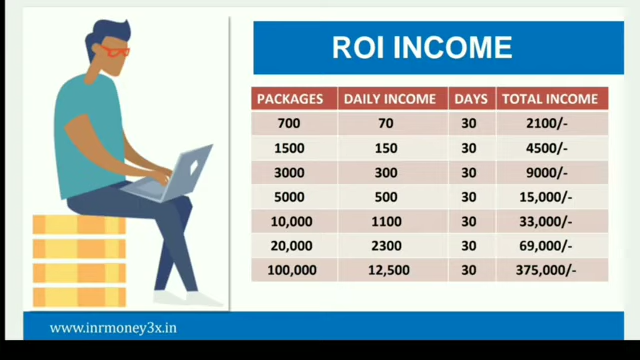 ROI INCOME
PACKAGES DAILY INCOME DAYS TOTAL INCOME
700 70 30 2100/-
1500 150 30 4500/-
3000 300 30 9000/-
5000 500 30 15,000/-
10,000 1100 30 33,000/-
20,000 2300 30 69,000/-
100,000 12,500 30 375,000/-
www.inrmoney3x.in